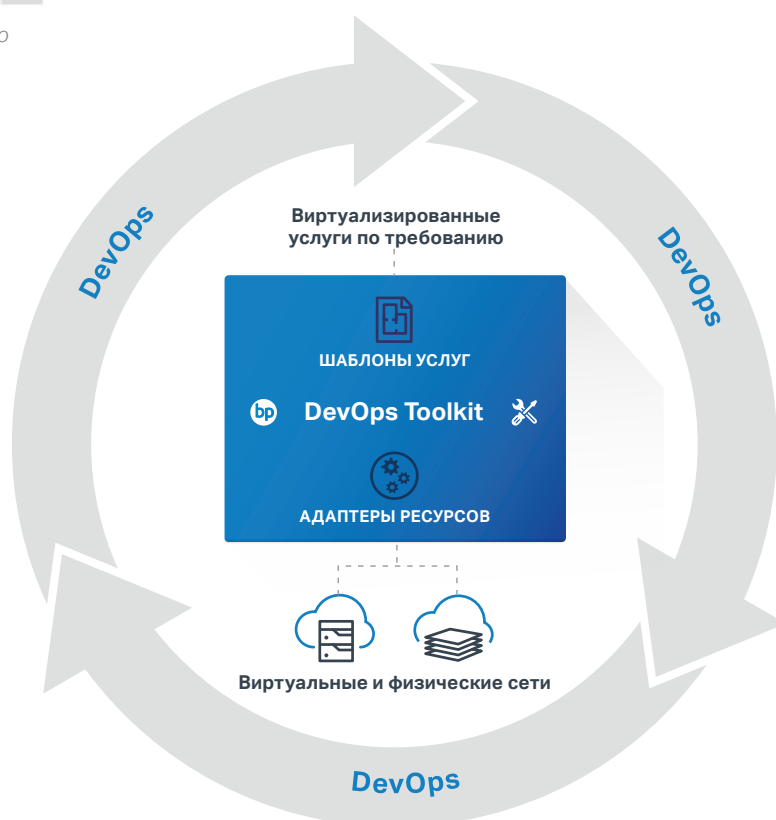 о
DevOps
DevOps
Виртуализированные
услуги по требованию
ШАБЛОНЫ УСЛУГ
bp
DevOps Toolkit
АДАПТЕРЫ РЕСУРСОВ
Виртуальные и физические сети
DevOps